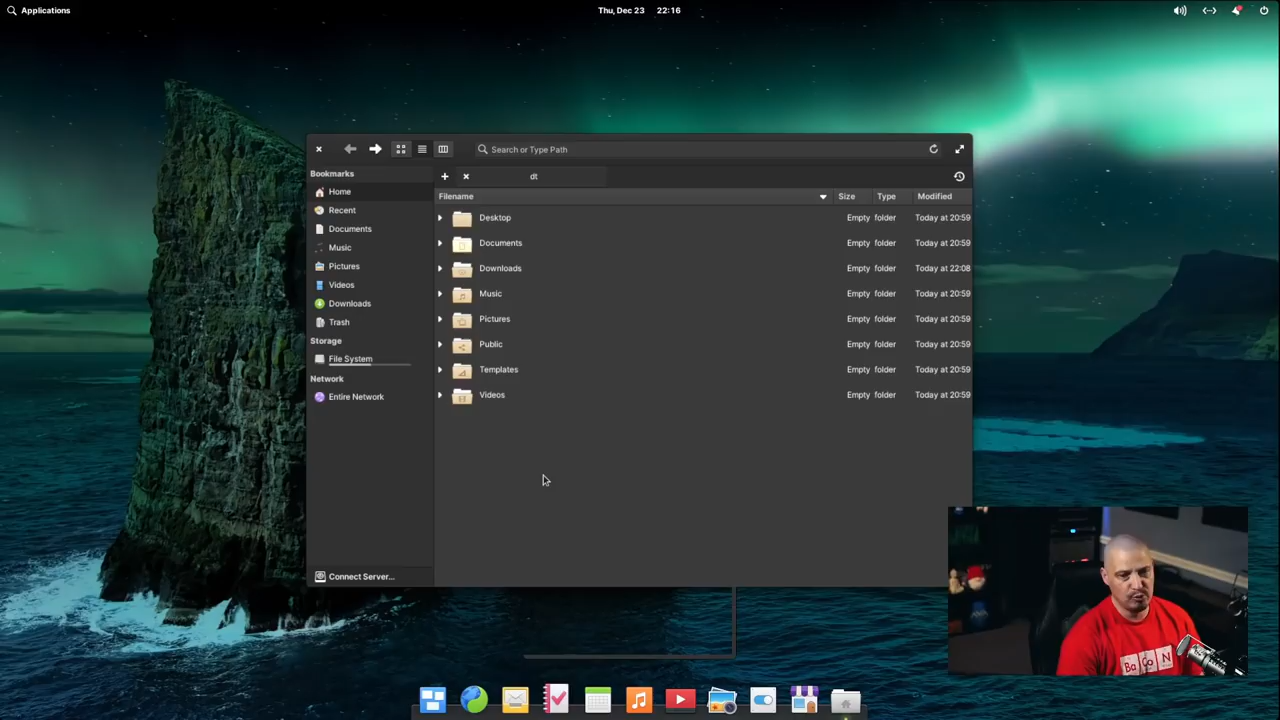 Applications
Thu, Dec 23 22:16
Search or Type Path
Bookmarks
Home
Recent
Documents
Music
Pictures
Videos
Downloads
Trash
Storage
File System
Network
Entire Network
Connect Server...
dt
Filename Size Type Modified
Desktop Empty folder Today at 20:59
Documents Empty folder Today at 20:59
Downloads Empty folder Today at 22:08
Music Empty folder Today at 20:59
Pictures Empty folder Today at 20:59
Public Empty folder Today at 20:59
Templates Empty folder Today at 20:59
Videos Empty folder Today at 20:59
Ba Co N